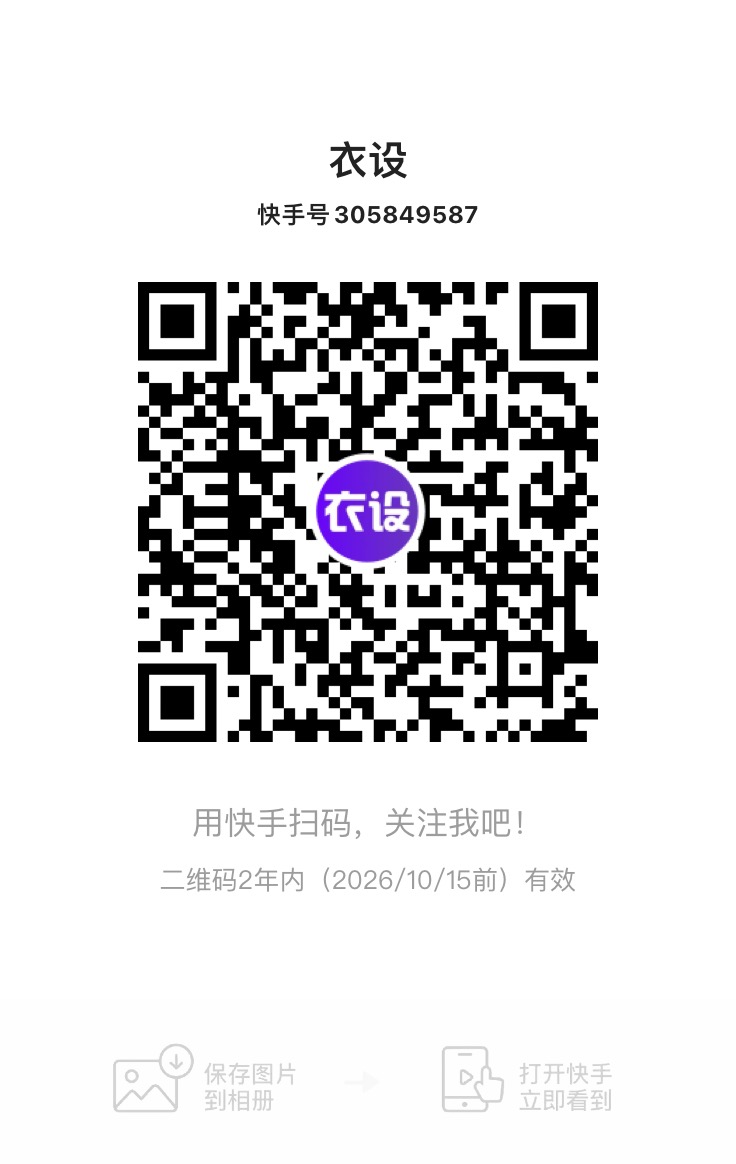 衣设
快手号 305849587
衣设
用快手扫码，关注我吧！
二维码2年内（2026/10/15前）有效
保存图片
到相册
打开快手
立即看到